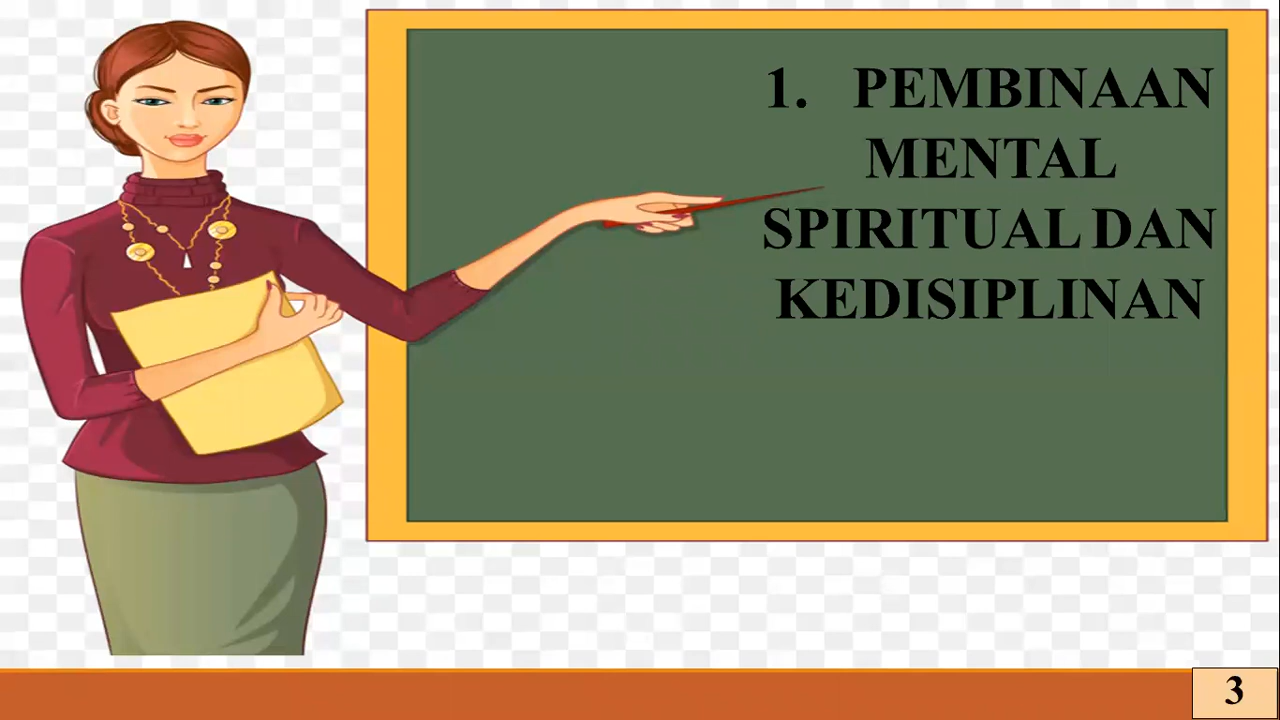 1. PEMBINAAN
MENTAL
SPIRITUAL DAN
KEDISIPLINAN
3